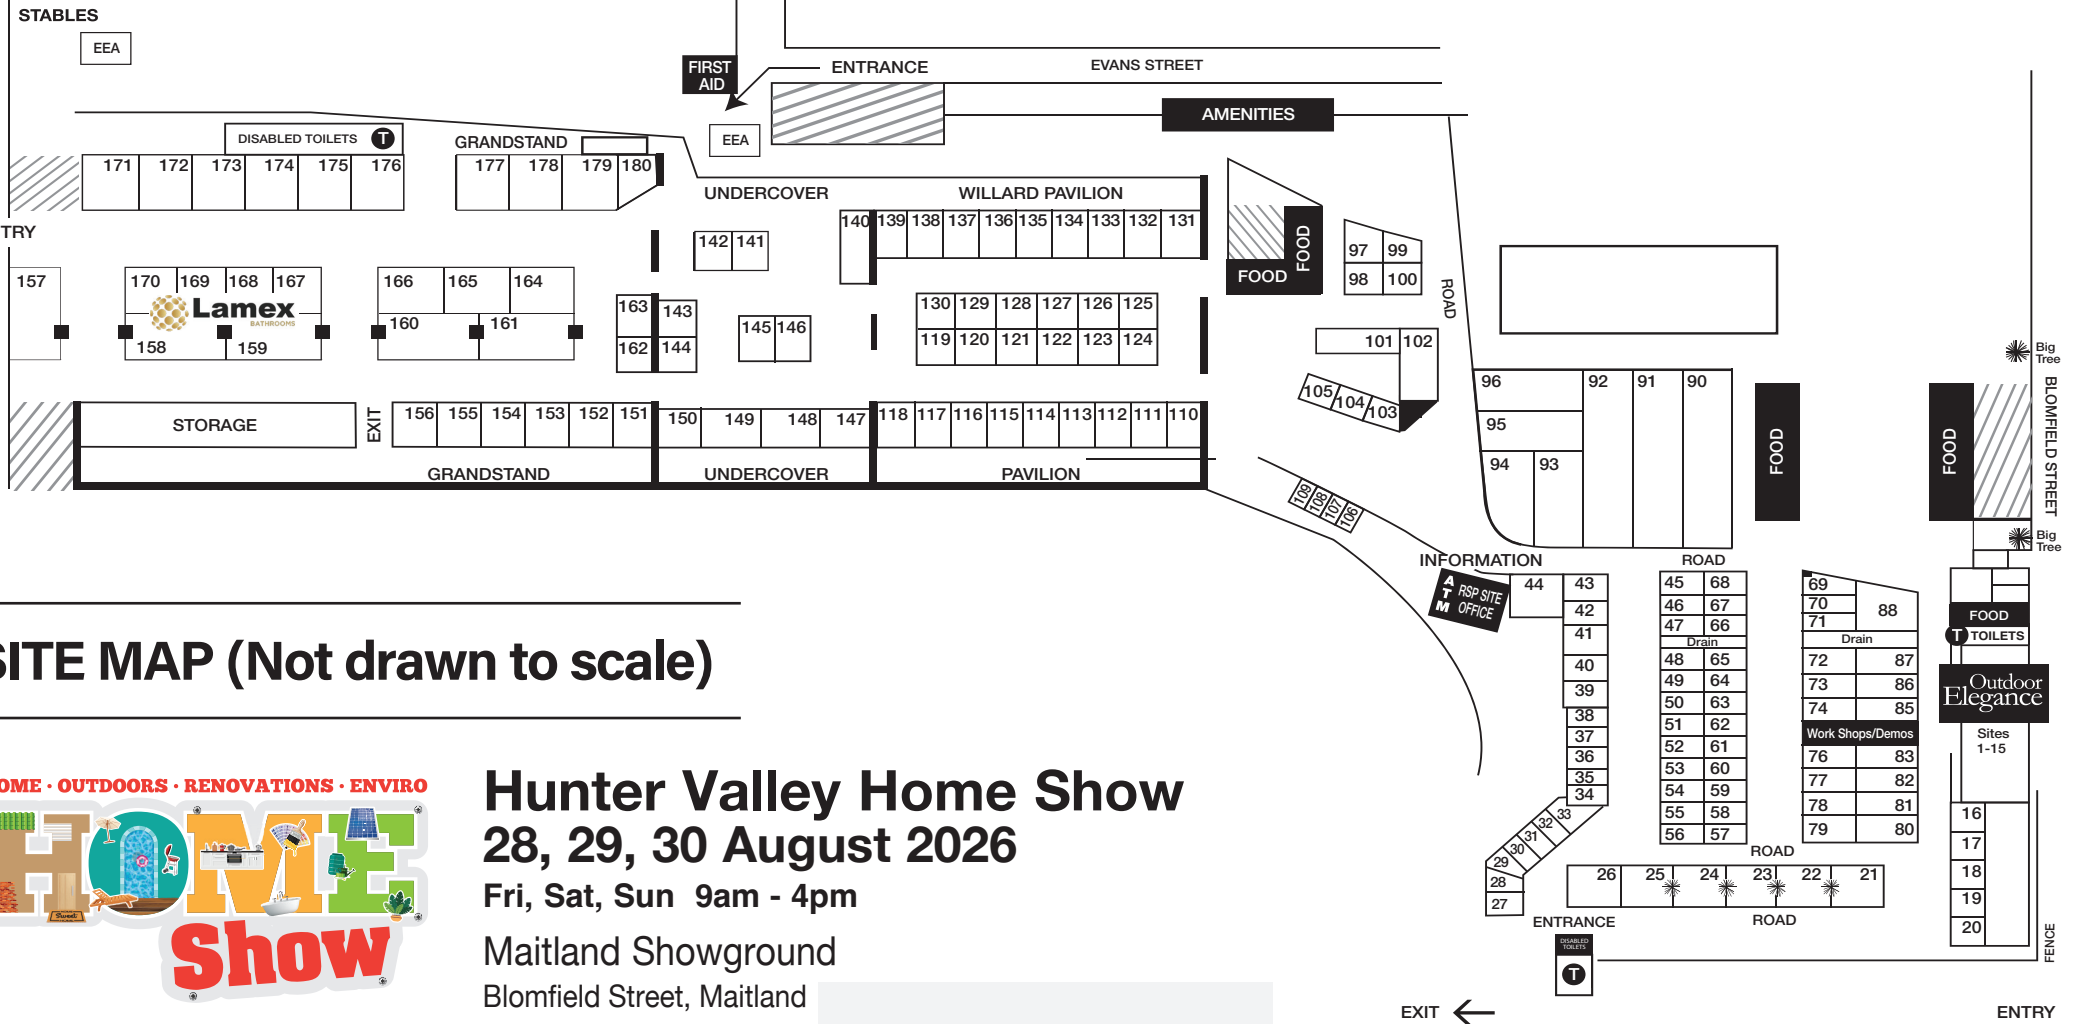 STABLES
EEA
FIRST
AID
ENTRANCE
EVANS STREET
AMENITIES
DISABLED TOILETS T
GRANDSTAND
EEA
171 172 173 174 175 176
177 178 179 180
UNDERCOVER
WILLARD PAVILION
TRY
140 139 138 137 136 135 134 133 132 131
142 141
FOOD
FOOD
97 99
98 100
ROAD
157
170 169 168 167
Lamex
BATHROOMS
158 159
166 165 164
160 161
163 143
162 144
145 146
130 129 128 127 126 125
119 120 121 122 123 124
101 102
105 104 103
Big
Tree
BLOMFIELD STREET
96 92 91 90
95
94 93
FOOD
FOOD
STORAGE
EXIT
156 155 154 153 152 151
150 149 148 147
118 117 116 115 114 113 112 111 110
GRANDSTAND
UNDERCOVER
PAVILION
109 108 107 106
Big
Tree
INFORMATION
ATM
RSP SITE
OFFICE
ROAD
44 43
42
41
40
39
38
37
36
35
34
33
32
31
30
29
28
27
45 68
46 67
47 66
Drain
48 65
49 64
50 63
51 62
52 61
53 60
54 59
55 58
56 57
69
70
71
88
Drain
72 87
73 86
74 85
Work Shops/Demos
76 83
77 82
78 81
79 80
FOOD
T TOILETS
Outdoor
Elegance
Sites
1-15
16
17
18
19
20
ROAD
26 25 24 23 22 21
ROAD
ENTRANCE
DISABLED
TOILETS
T
FENCE
EXIT
ENTRY
SITE MAP (Not drawn to scale)
OME · OUTDOORS · RENOVATIONS · ENVIRO
HOME
Sweet
Show
Hunter Valley Home Show
28, 29, 30 August 2026
Fri, Sat, Sun 9am - 4pm
Maitland Showground
Blomfield Street, Maitland